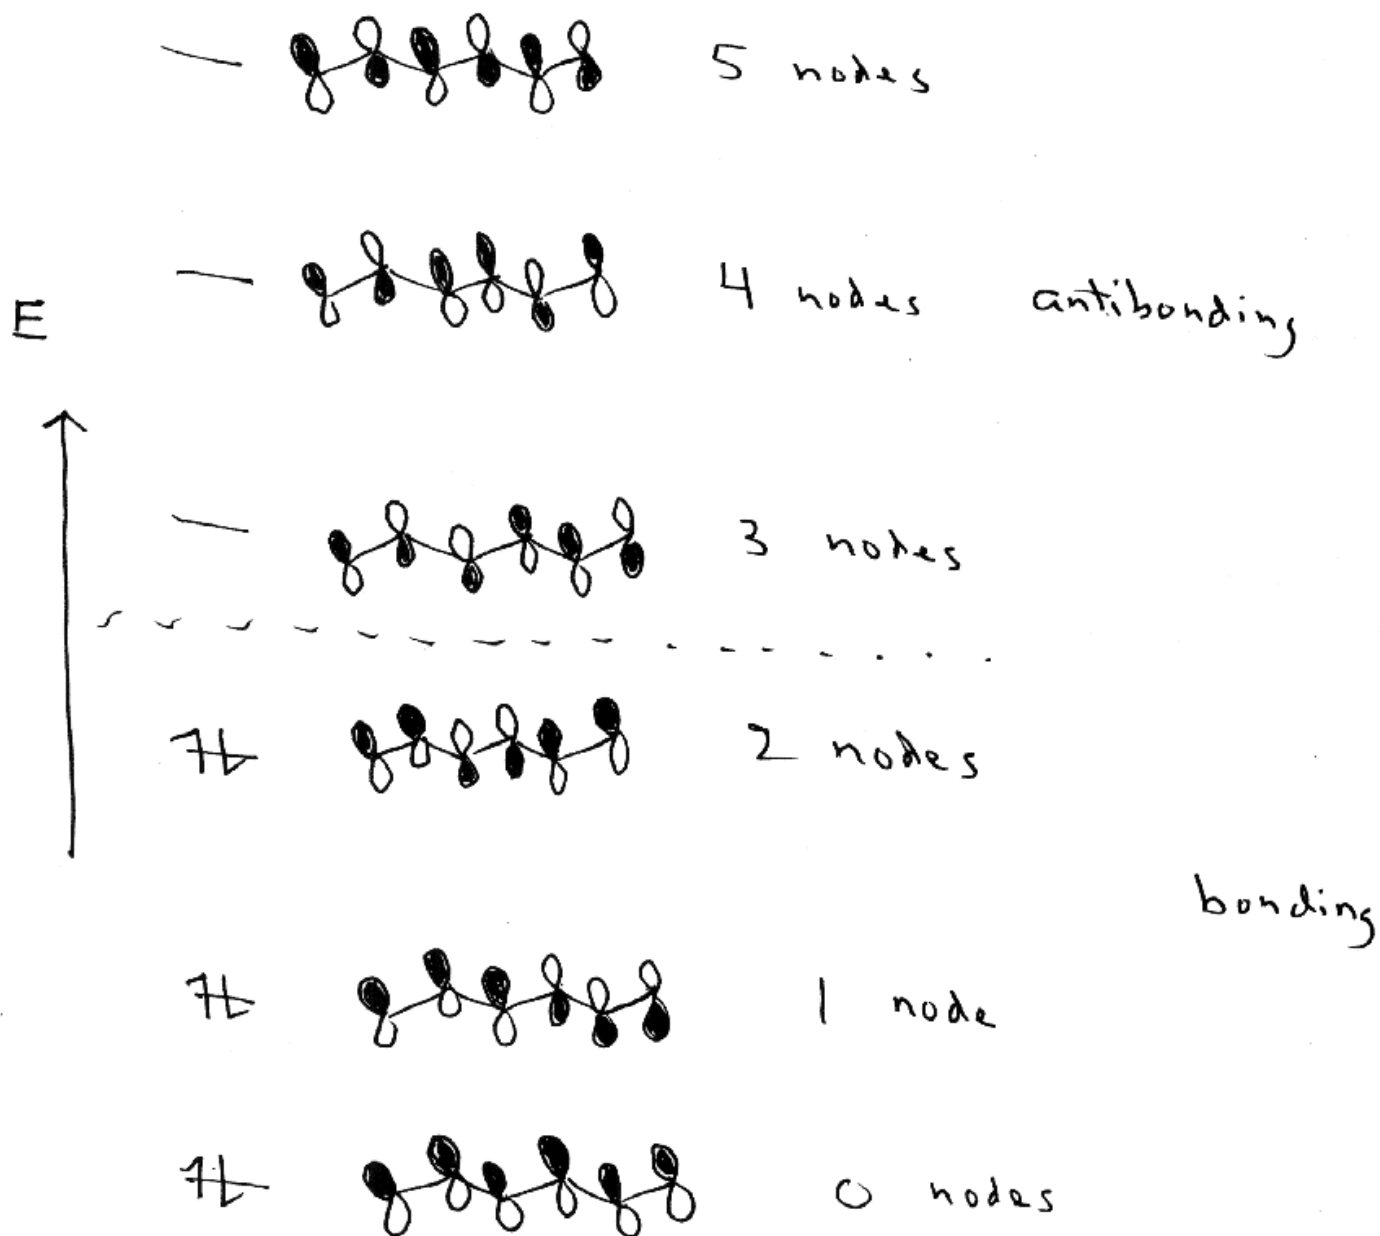 5 nodes
4 nodes antibonding
E
3 nodes
2 nodes
bonding
1 node
0 nodes